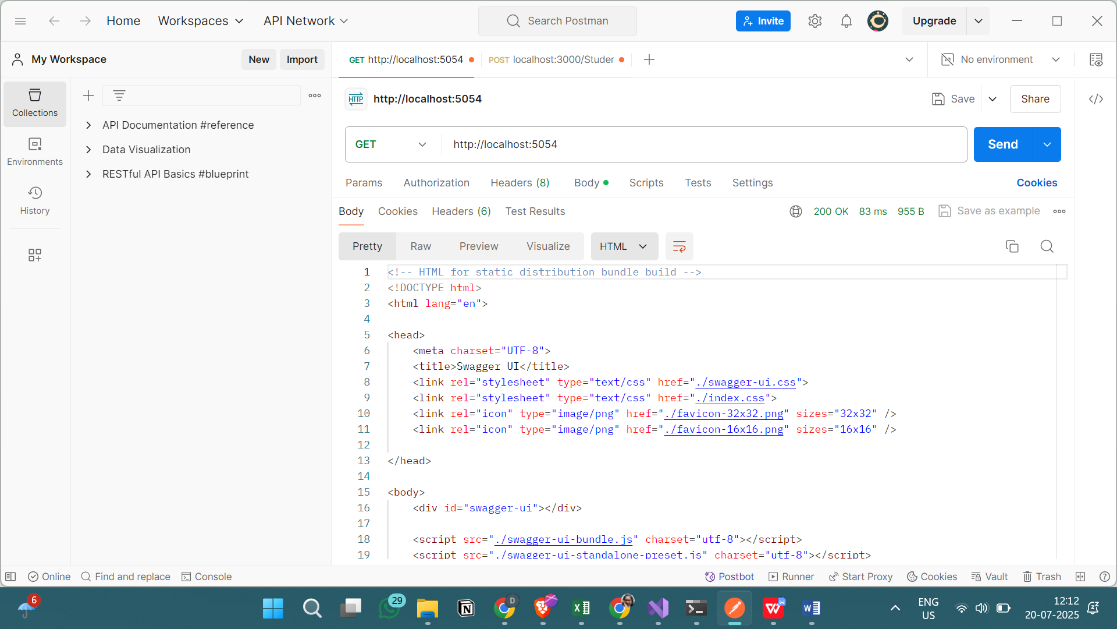 Home
Workspaces
API Network
Search Postman
Invite
Upgrade
My Workspace
New
Import
GET http://localhost:5054
POST localhost:3000/Studer
No environment
Collections
Environments
History
API Documentation #reference
Data Visualization
RESTful API Basics #blueprint
HTTP
http://localhost:5054
Save
Share
GET
http://localhost:5054
Send
Params
Authorization
Headers (8)
Body
Scripts
Tests
Settings
Cookies
Body
Cookies
Headers (6)
Test Results
200 OK
83 ms
955 B
Save as example
Pretty
Raw
Preview
Visualize
HTML
1 <!-- HTML for static distribution bundle build -->
2 <!DOCTYPE html>
3 <html lang="en">
4
5 <head>
6 <meta charset="UTF-8">
7 <title>Swagger UI</title>
8 <link rel="stylesheet" type="text/css" href="./swagger-ui.css">
9 <link rel="stylesheet" type="text/css" href="./index.css">
10 <link rel="icon" type="image/png" href="./favicon-32x32.png" sizes="32x32" />
11 <link rel="icon" type="image/png" href="./favicon-16x16.png" sizes="16x16" />
12
13 </head>
14
15 <body>
16 <div id="swagger-ui"></div>
17
18 <script src="./swagger-ui-bundle.js" charset="utf-8"></script>
19 <script src="./swagger-ui-standalone-preset.js" charset="utf-8"></script>
Online
Find and replace
Console
Postbot
Runner
Start Proxy
Cookies
Vault
Trash
6
29
D
ENG
US
12:12
20-07-2025